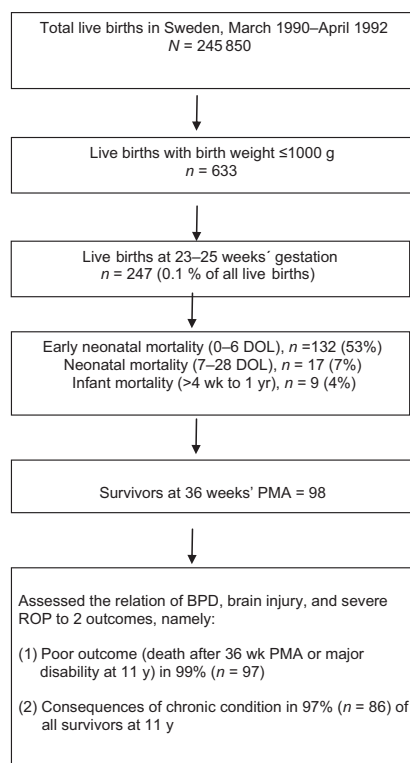 Total live births in Sweden, March 1990–April 1992
N = 245 850
Live births with birth weight ≤1000 g
n = 633
Live births at 23–25 weeks´ gestation
n = 247 (0.1 % of all live births)
Early neonatal mortality (0–6 DOL), n =132 (53%)
Neonatal mortality (7–28 DOL), n = 17 (7%)
Infant mortality (>4 wk to 1 yr), n = 9 (4%)
Survivors at 36 weeks’ PMA = 98
Assessed the relation of BPD, brain injury, and severe
ROP to 2 outcomes, namely:
(1) Poor outcome (death after 36 wk PMA or major
disability at 11 y) in 99% (n = 97)
(2) Consequences of chronic condition in 97% (n = 86) of
all survivors at 11 y